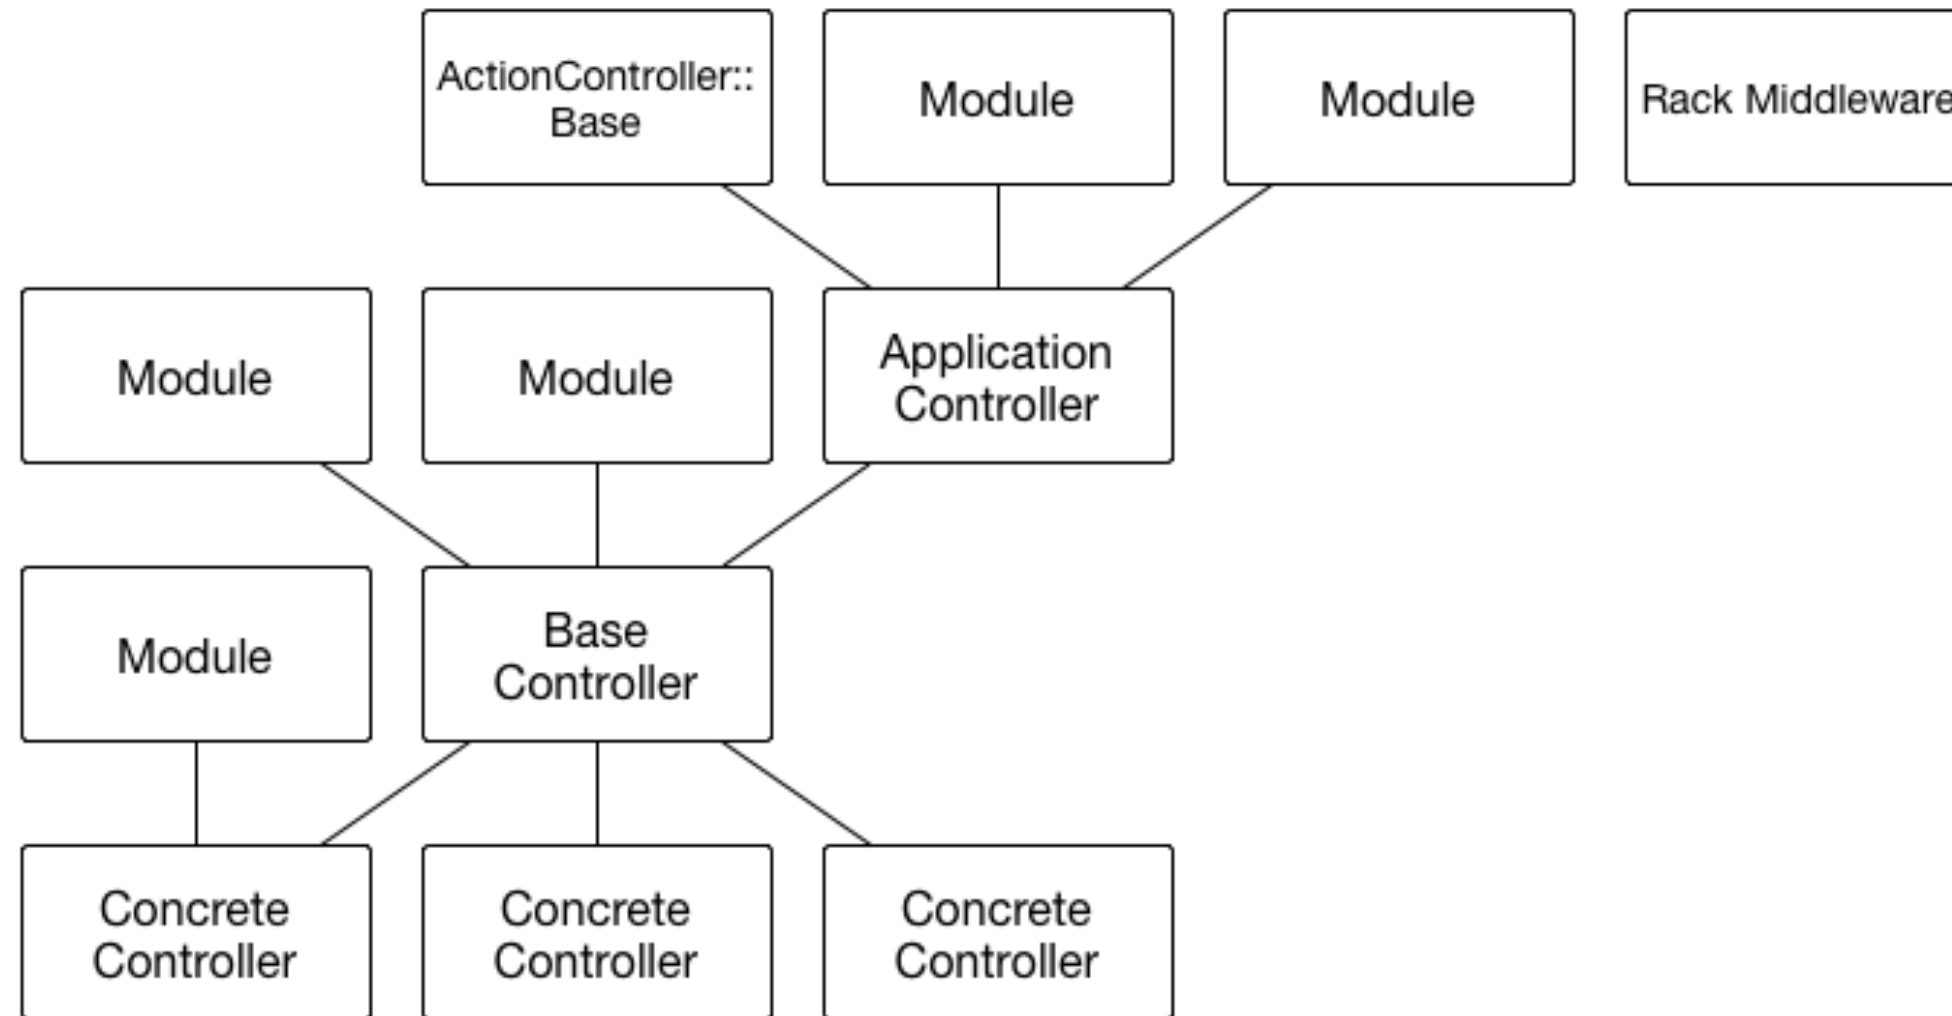 ActionController::
Base
Module
Module
Rack Middleware
Module
Module
Application
Controller
Module
Base
Controller
Concrete
Controller
Concrete
Controller
Concrete
Controller